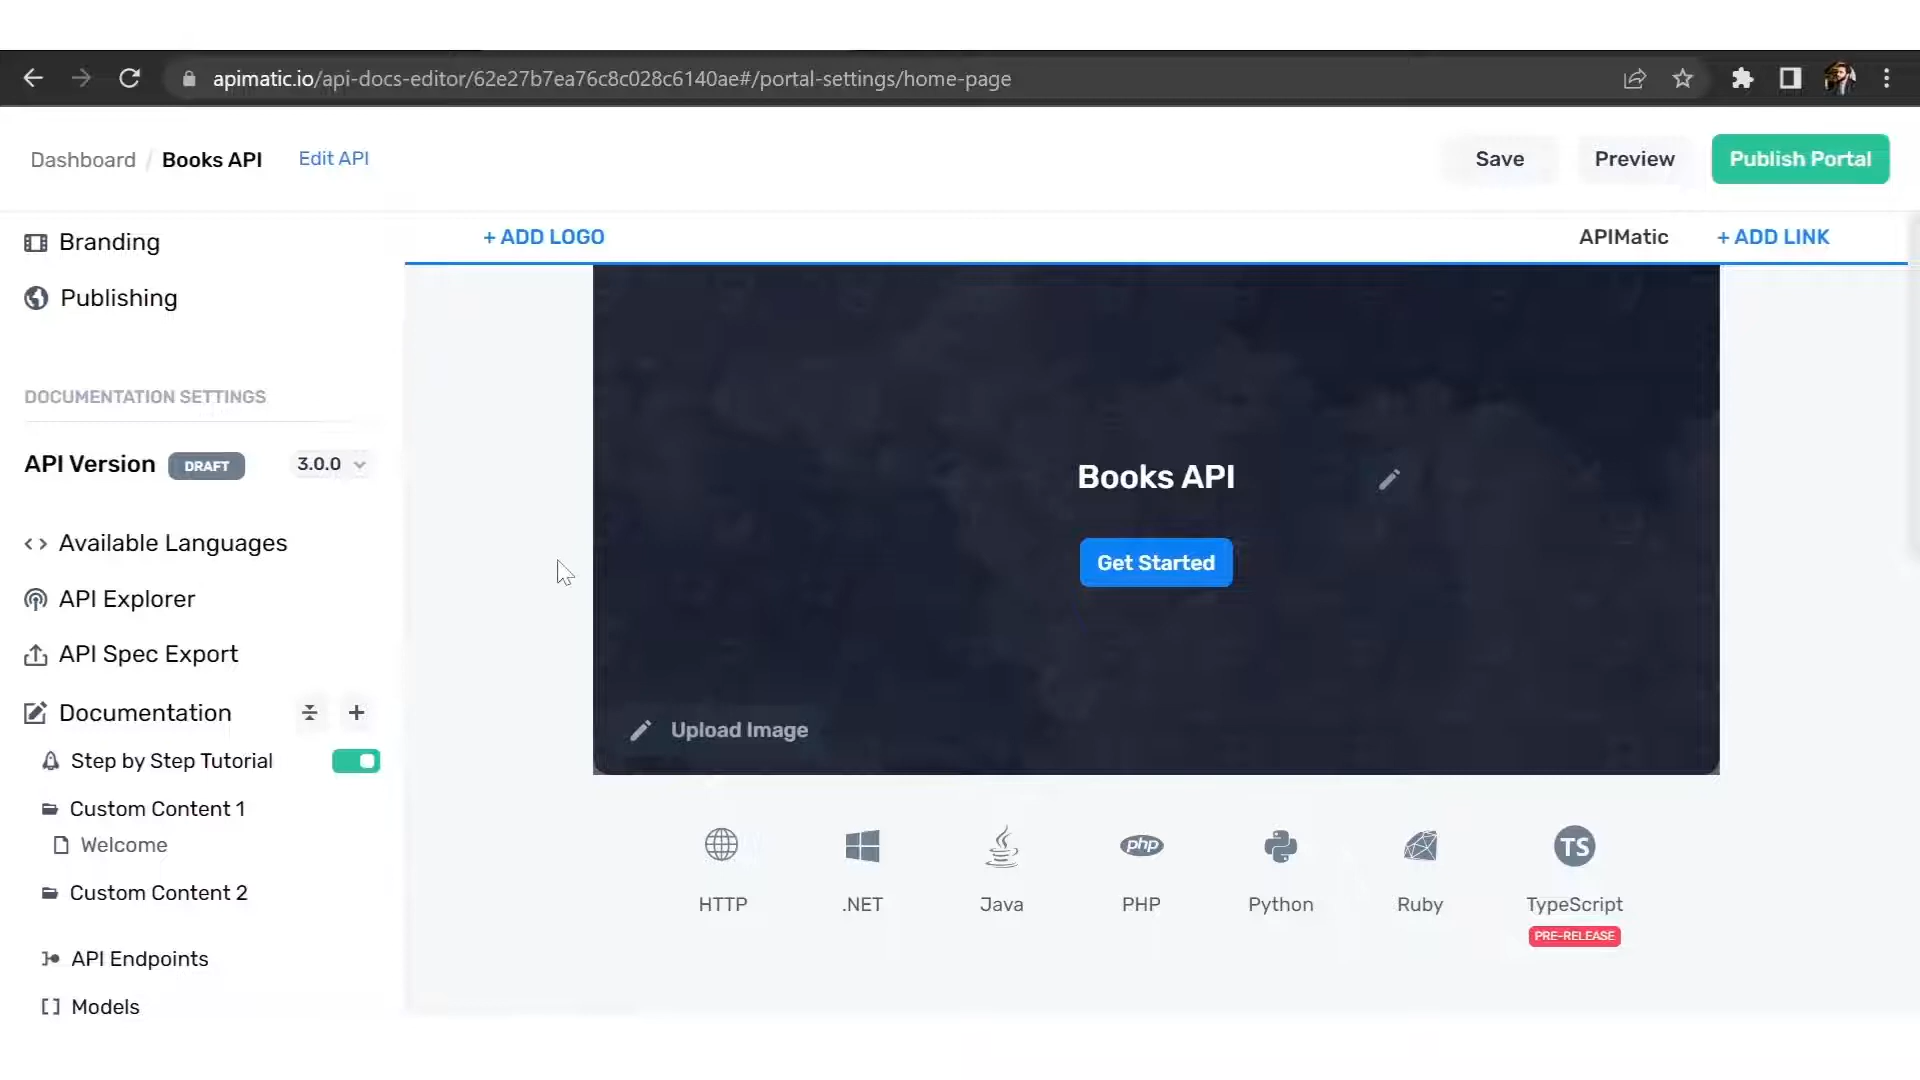 apimatic.io/api-docs-editor/62e27b7ea76c8c028c6140ae#/portal-settings/home-page
Dashboard / Books API Edit API
Save Preview Publish Portal
Branding
Publishing
DOCUMENTATION SETTINGS
API Version DRAFT 3.0.0
Available Languages
API Explorer
API Spec Export
Documentation
Step by Step Tutorial
Custom Content 1
Welcome
Custom Content 2
API Endpoints
Models
+ ADD LOGO
APIMatic + ADD LINK
Books API
Get Started
Upload Image
php
TS
HTTP .NET Java PHP Python Ruby TypeScript
PRE-RELEASE